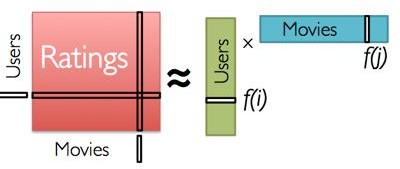 Users
Ratings
Movies
≈
Users
f(i)
x
Movies
f(j)